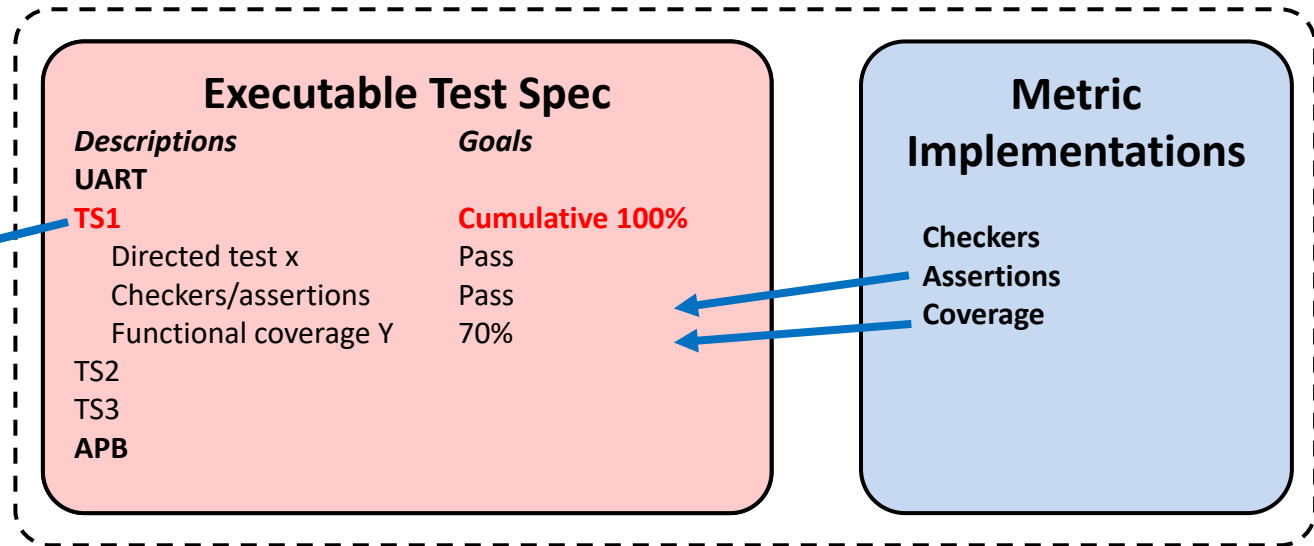 Executable Test Spec
Descriptions Goals
UART
TS1 Cumulative 100%
Directed test x Pass
Checkers/assertions Pass
Functional coverage Y 70%
TS2
TS3
APB
Metric
Implementations
Checkers
Assertions
Coverage